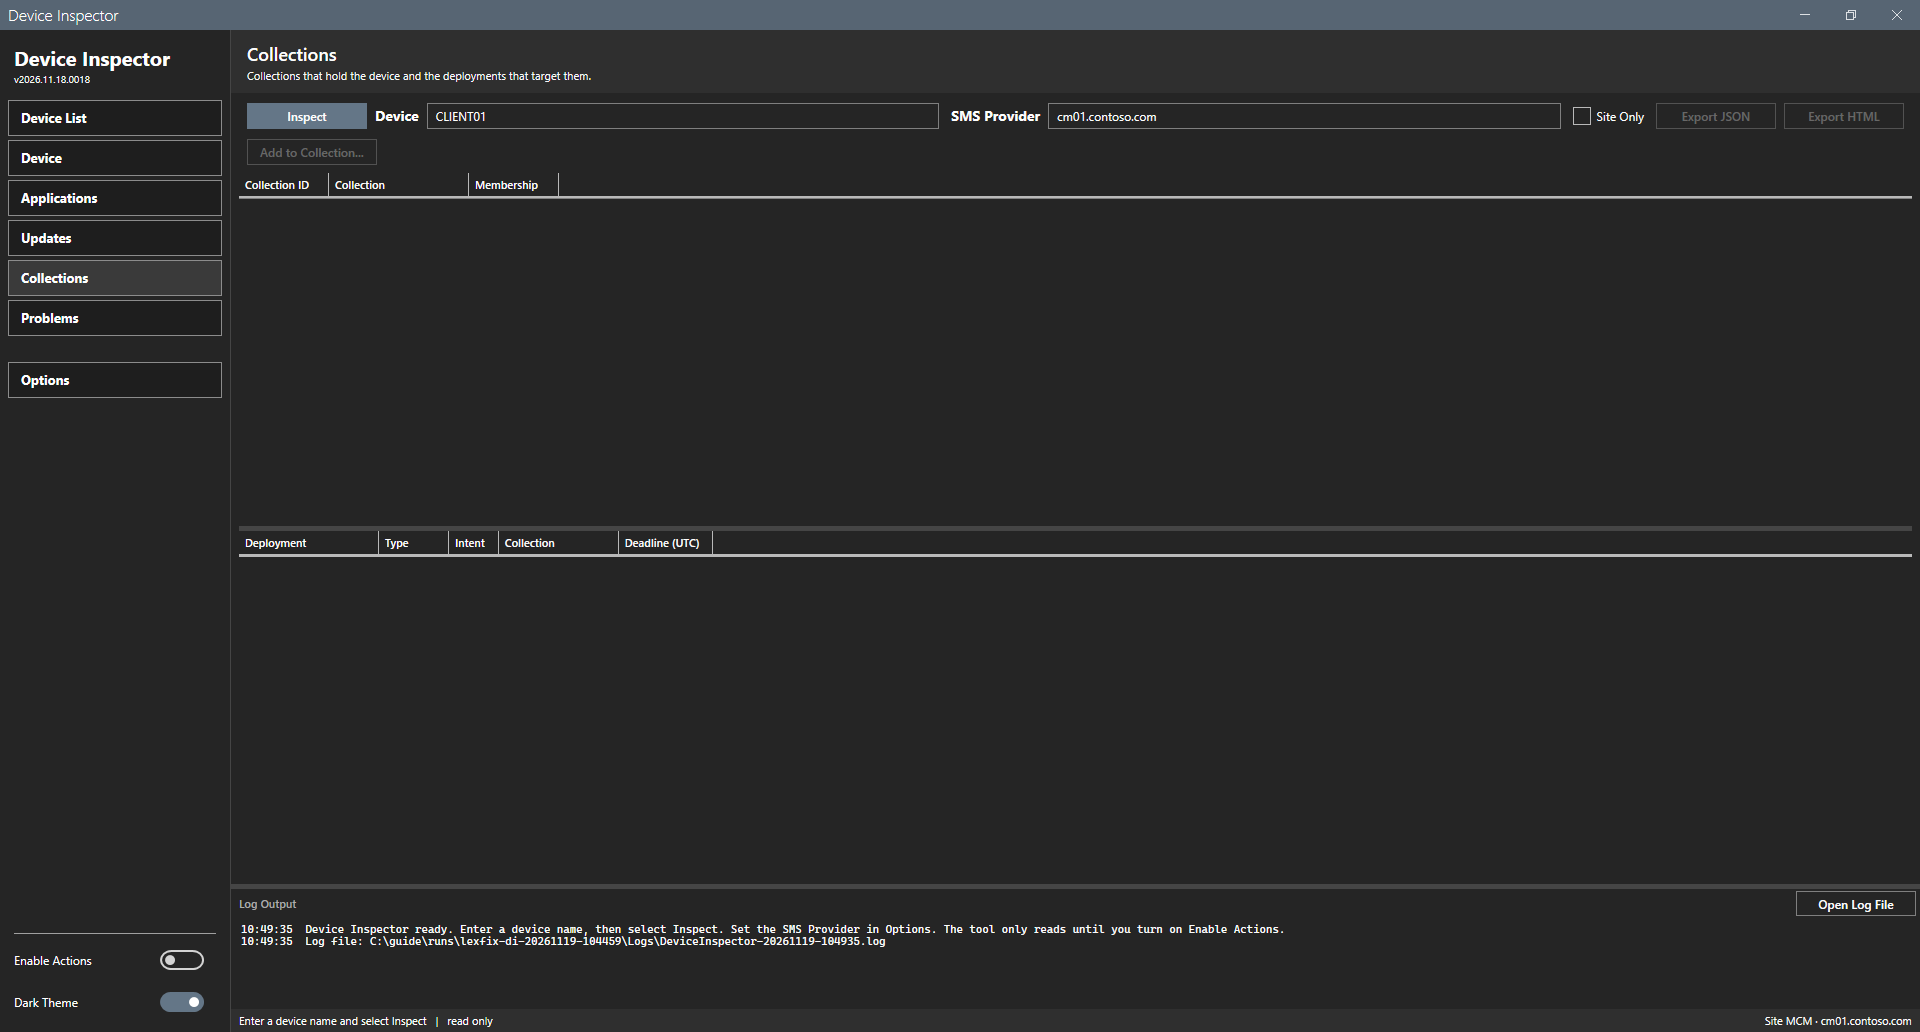 Device Inspector
Device Inspector
v2026.11.18.0018
Device List
Device
Applications
Updates
Collections
Problems
Options
Enable Actions
Dark Theme
Collections
Collections that hold the device and the deployments that target them.
Inspect Device CLIENT01 SMS Provider cm01.contoso.com Site Only Export JSON Export HTML
Add to Collection...
Collection ID Collection Membership
Deployment Type Intent Collection Deadline (UTC)
Log Output Open Log File
10:49:35 Device Inspector ready. Enter a device name, then select Inspect. Set the SMS Provider in Options. The tool only reads until you turn on Enable Actions.
10:49:35 Log file: C:\guide\runs\lexfix-di-20261119-104459\Logs\DeviceInspector-20261119-104935.log
Enter a device name and select Inspect | read only Site MCM · cm01.contoso.com